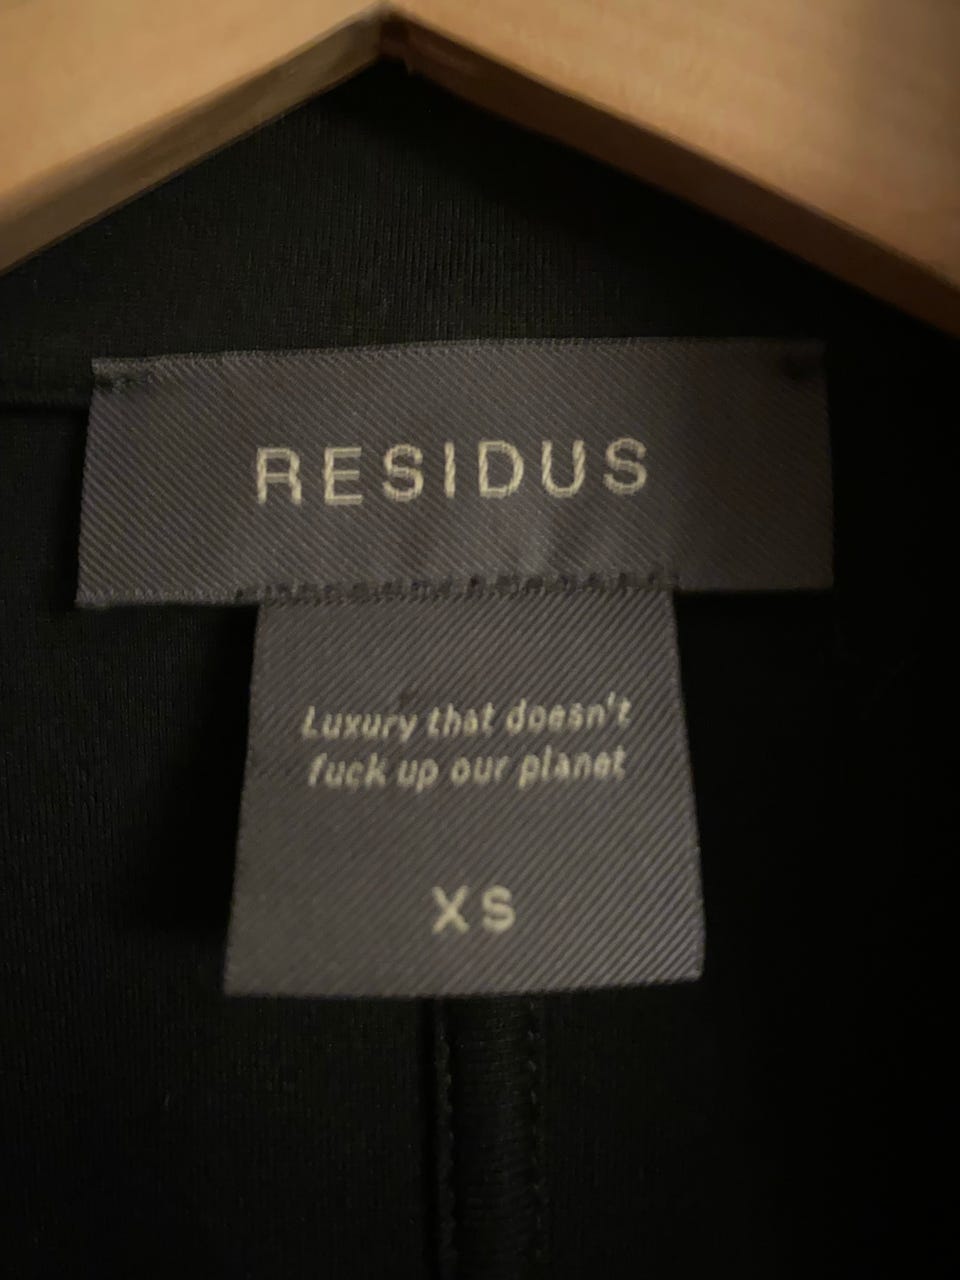 RESIDUS
Luxury that doesn't
fuck up our planet
XS